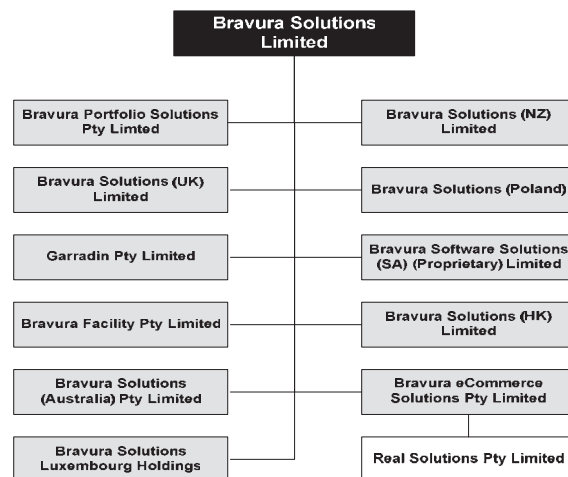 Bravura Solutions
Limited
Bravura Portfolio Solutions
Pty Limted
Bravura Solutions (NZ)
Limited
Bravura Solutions (UK)
Limited
Bravura Solutions (Poland)
Garradin Pty Limited
Bravura Software Solutions
(SA) (Proprietary) Limited
Bravura Facility Pty Limited
Bravura Solutions (HK)
Limited
Bravura Solutions
(Australia) Pty Limited
Bravura eCommerce
Solutions Pty Limited
Bravura Solutions
Luxembourg Holdings
Real Solutions Pty Limited